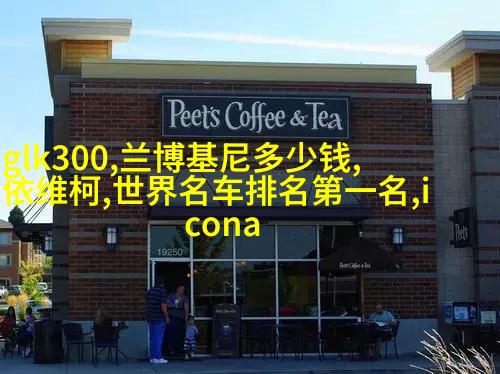 Peet's Coffee & Tea
glk300,兰博基尼多少钱,
依维柯,世界名车排名第一名,i
cona
19250
Peet's Coffee & Tea